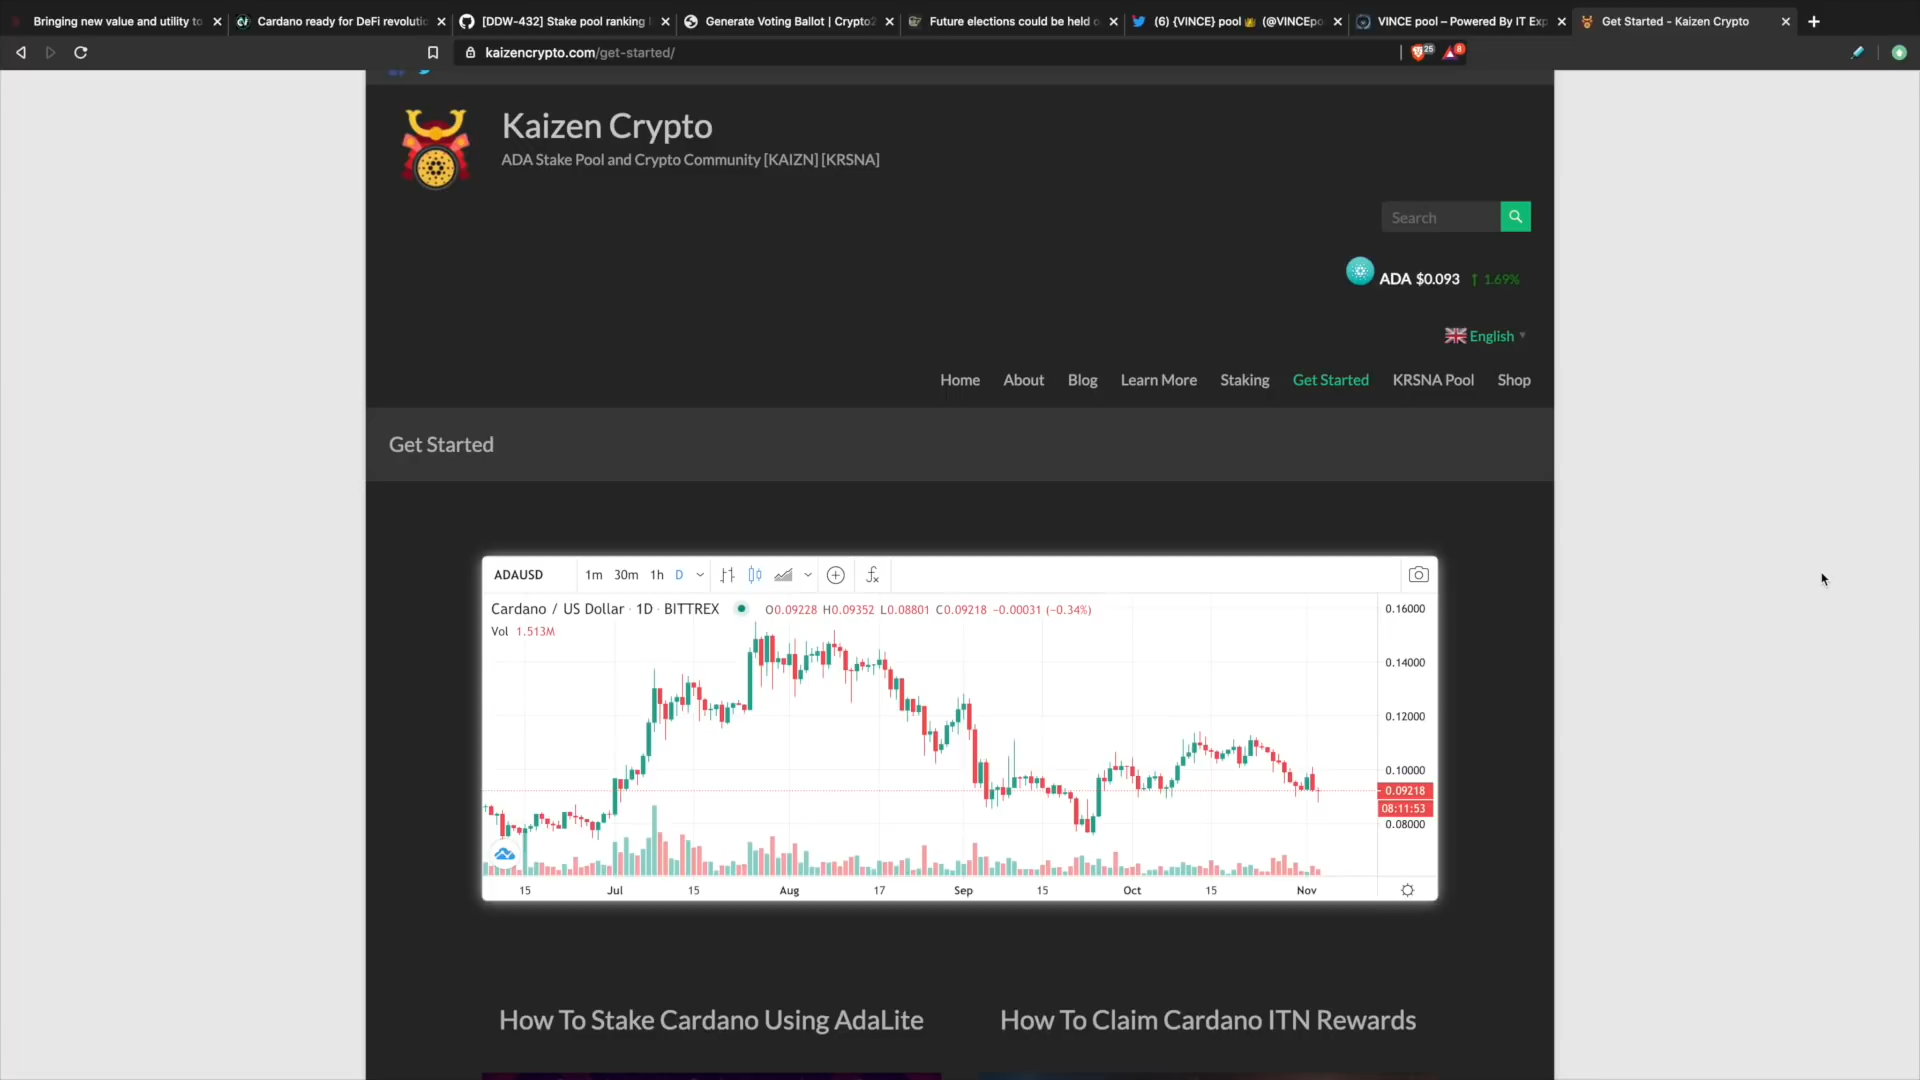 Bringing new value and utility to
Cardano ready for DeFi revolutic
[DDW-432] Stake pool ranking
Generate Voting Ballot | Crypto2
Future elections could be held o
(6) {VINCE} pool (@VINCEpo
VINCE pool – Powered By IT Exp
Get Started - Kaizen Crypto
kaizencrypto.com/get-started/
25
8
Kaizen Crypto
ADA Stake Pool and Crypto Community [KAIZN] [KRSNA]
Search
ADA $0.093 ↑ 1.69%
English
Home About Blog Learn More Staking Get Started KRSNA Pool Shop
Get Started
ADAUSD 1m 30m 1h D
Cardano / US Dollar · 1D · BITTREX O0.09228 H0.09352 L0.08801 C0.09218 −0.00031 (−0.34%)
Vol 1.513M
0.16000
0.14000
0.12000
0.10000
0.09218
08:11:53
0.08000
15 Jul 15 Aug 17 Sep 15 Oct 15 Nov
How To Stake Cardano Using AdaLite
How To Claim Cardano ITN Rewards